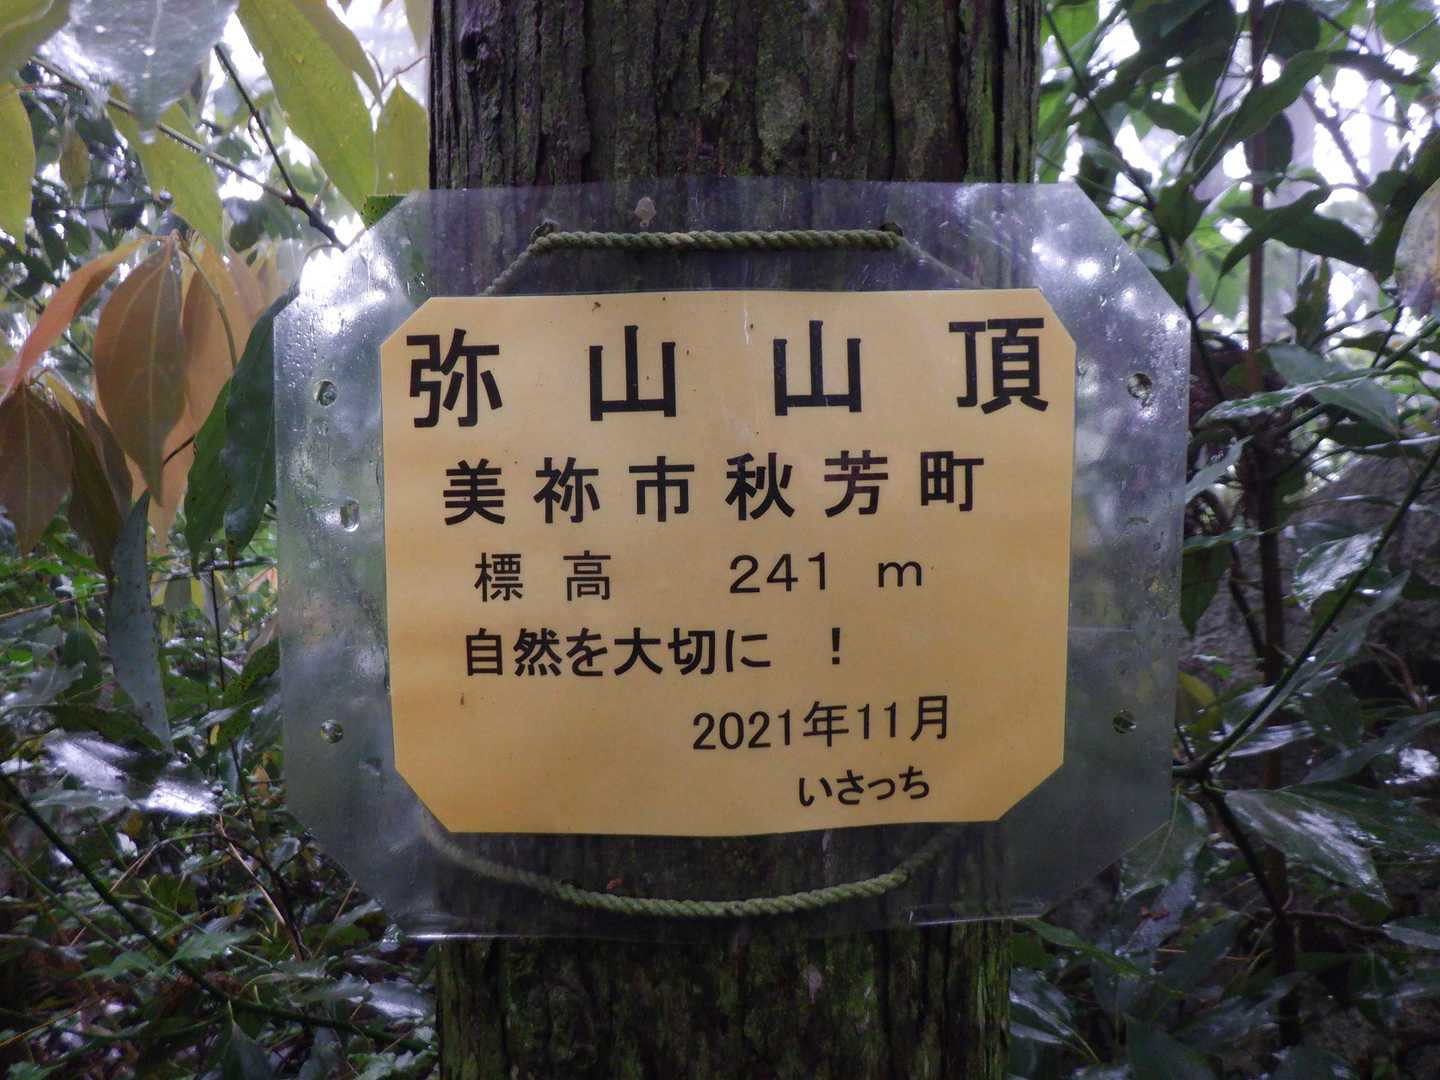 弥山山頂
美祢市秋芳町
標高 241 m
自然を大切に !
2021年11月
いさっち